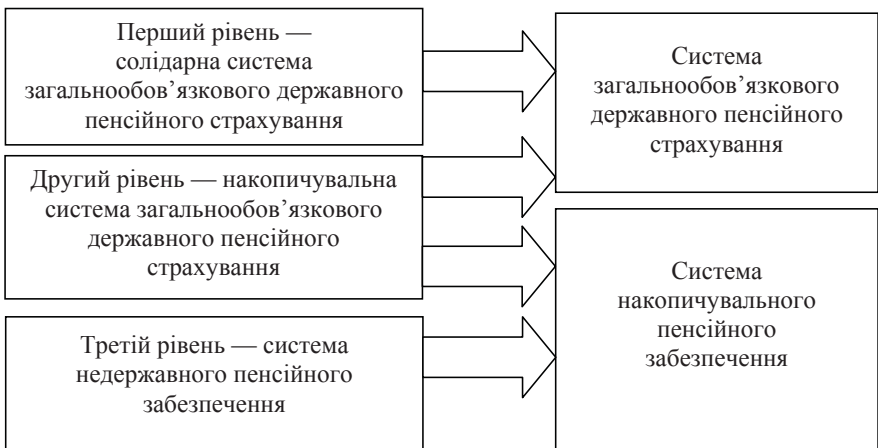 Перший рівень —
солідарна система
загальнообов’язкового державного
пенсійного страхування
Другий рівень — накопичувальна
система загальнообов’язкового
державного пенсійного
страхування
Третій рівень — система
недержавного пенсійного
забезпечення
Система
загальнообов’язкового
державного пенсійного
страхування
Система
накопичувального
пенсійного
забезпечення